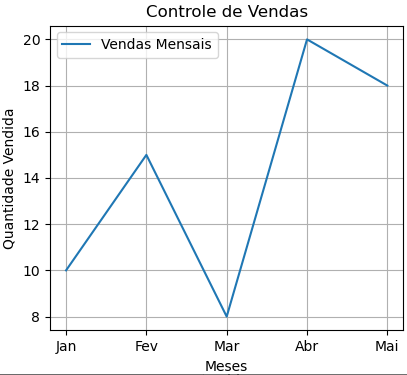 Controle de Vendas
Vendas Mensais
Quantidade Vendida
20
18
16
14
12
10
8
Jan Fev Mar Abr Mai
Meses